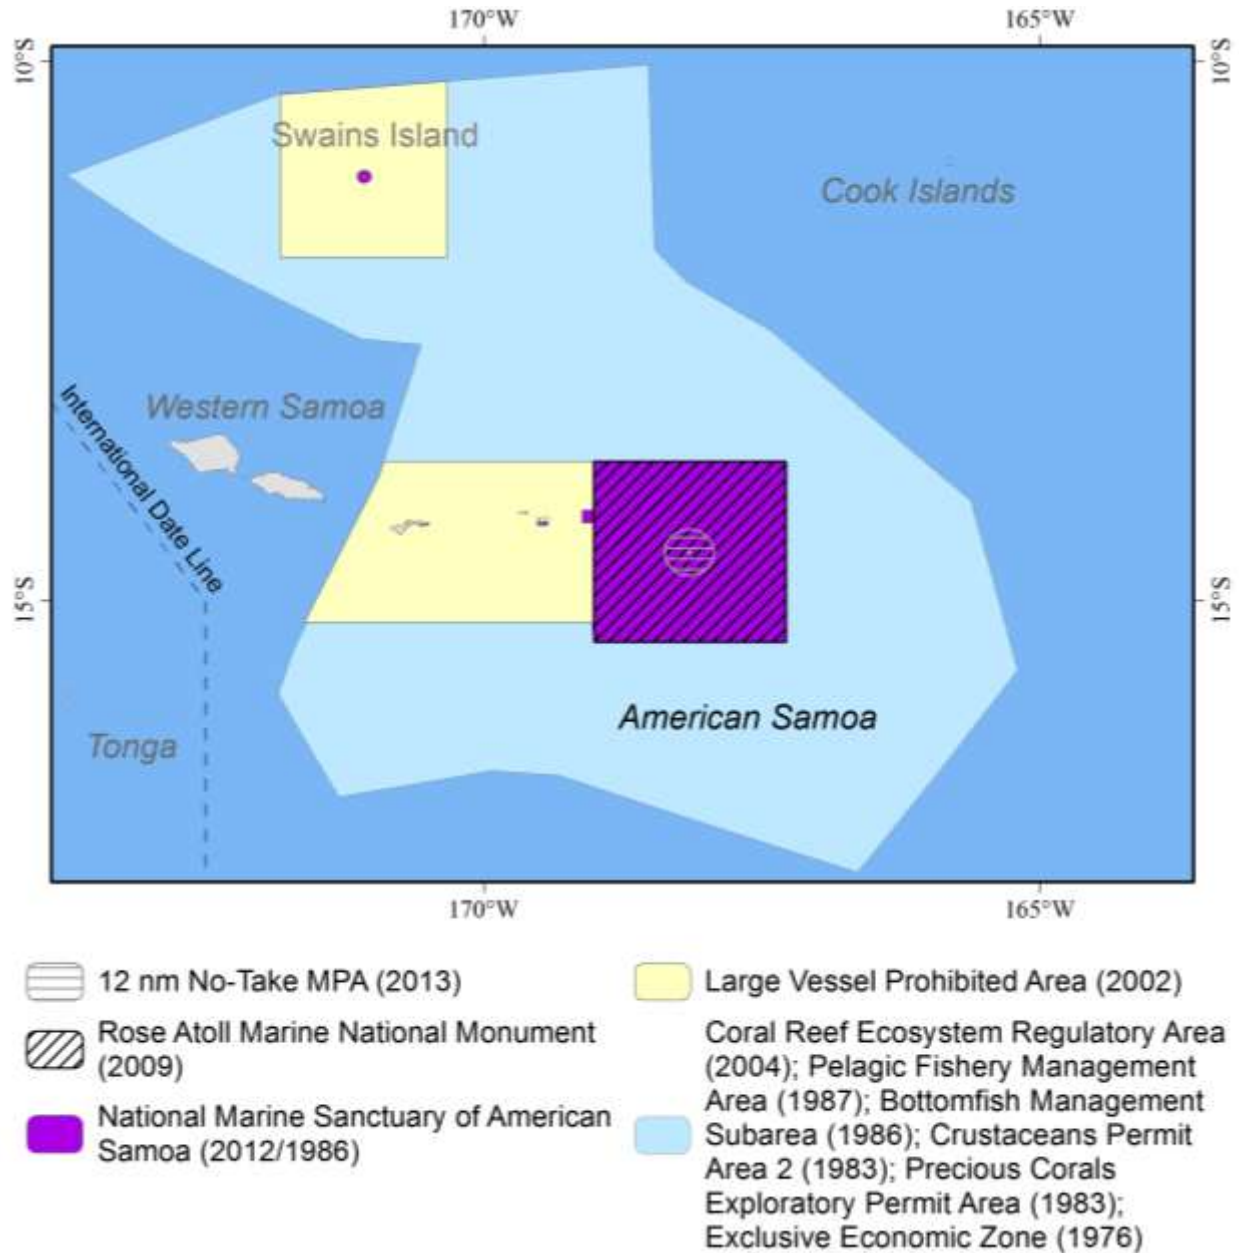 170°W
165°W
10°S
10°S
Swains Island
Cook Islands
Western Samoa
International Date Line
15°S
15°S
American Samoa
Tonga
170°W
165°W
12 nm No-Take MPA (2013)
Rose Atoll Marine National Monument
(2009)
National Marine Sanctuary of American
Samoa (2012/1986)
Large Vessel Prohibited Area (2002)
Coral Reef Ecosystem Regulatory Area
(2004); Pelagic Fishery Management
Area (1987); Bottomfish Management
Subarea (1986); Crustaceans Permit
Area 2 (1983); Precious Corals
Exploratory Permit Area (1983);
Exclusive Economic Zone (1976)